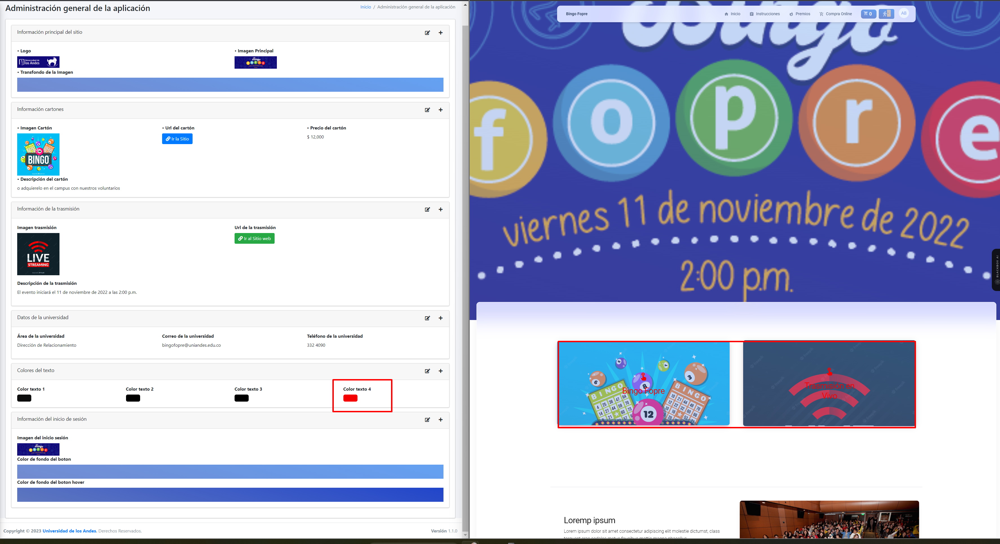 Administración general de la aplicación
Inicio / Administración general de la aplicación
Información principal del sitio
• Logo
Universidad de
los Andes
• Imagen Principal
Bingo
fopre
• Transfondo de la Imagen
Información cartones
• Imagen Cartón
BINGO
• Url del cartón
Ir la Sitio
• Precio del cartón
$ 12,000
• Descripción del cartón
o adquierelo en el campus con nuestros voluntarios
Información de la trasmisión
Imagen trasmisión
LIVE
STREAMING
Url de la trasmisión
Ir al Sitio web
Descripción de la trasmisión
El evento iniciará el 11 de noviembre de 2022 a las 2:00 p.m.
Datos de la universidad
Área de la universidad
Dirección de Relacionamiento
Correo de la universidad
bingofopre@uniandes.edu.co
Teléfono de la universidad
332 4090
Colores del texto
Color texto 1
Color texto 2
Color texto 3
Color texto 4
Información del inicio de sesión
Imagen del inicio sesión
Bingo
fopre
Color de fondo del boton
Color de fondo del boton hover
Copyright © 2023 Universidad de los Andes. Derechos Reservados.
Versión 1.1.0
Bingo Fopre
Inicio
Instrucciones
Premios
Compra Online
0
AB
Bingo
fopre
viernes 11 de noviembre de 2022
2:00 p.m.
BLACKBOX AI
BINGO
BINGO
12
Bingo Fopre
Trasmision en
Vivo
Loremp ipsum
Lorem ipsum dolor sit amet consectetur adipiscing elit molestie dictumst, class